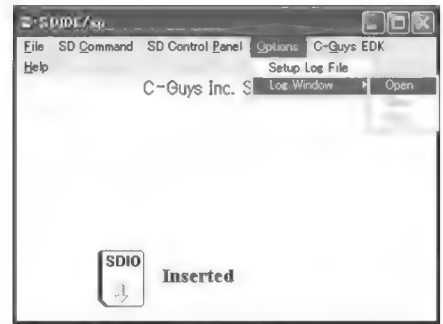 SDIDE/sp
File SD Command SD Control Panel Options C-Guys EDK
Help
Setup Log File
Log Window Open
C-Guys Inc. S
SDIO
Inserted